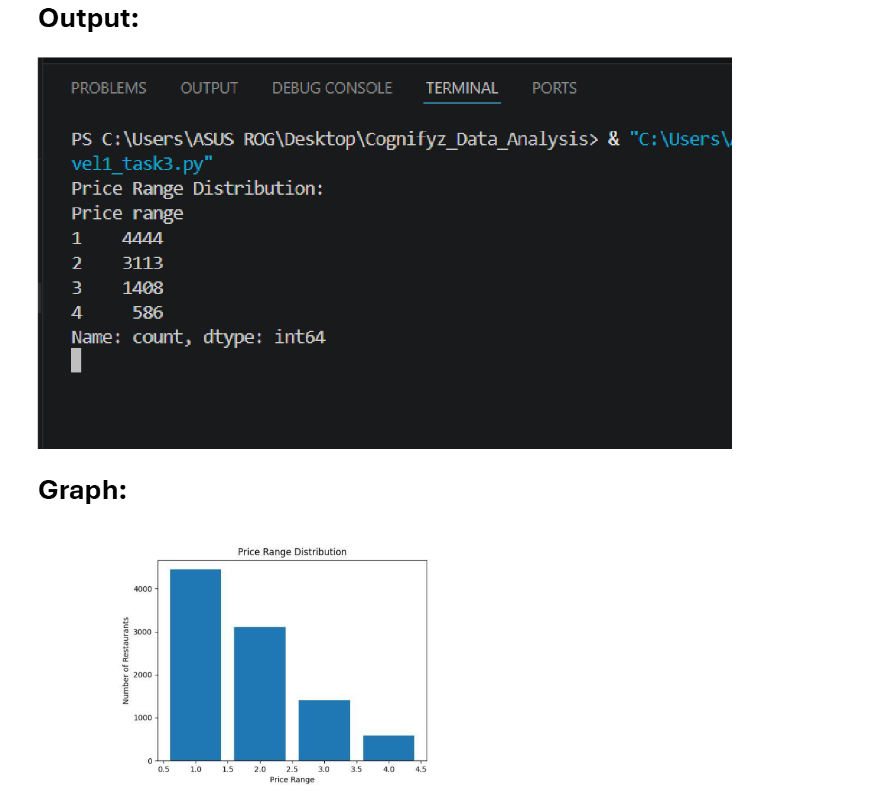 Output:
PROBLEMS OUTPUT DEBUG CONSOLE TERMINAL PORTS
PS C:\Users\ASUS ROG\Desktop\Cognifyz_Data_Analysis> & "C:\Users\
vel1_task3.py"
Price Range Distribution:
Price range
1 4444
2 3113
3 1408
4 586
Name: count, dtype: int64
Graph:
Price Range Distribution
Number of Restaurants
4000
3000
2000
1000
0
0.5 1.0 1.5 2.0 2.5 3.0 3.5 4.0 4.5
Price Range